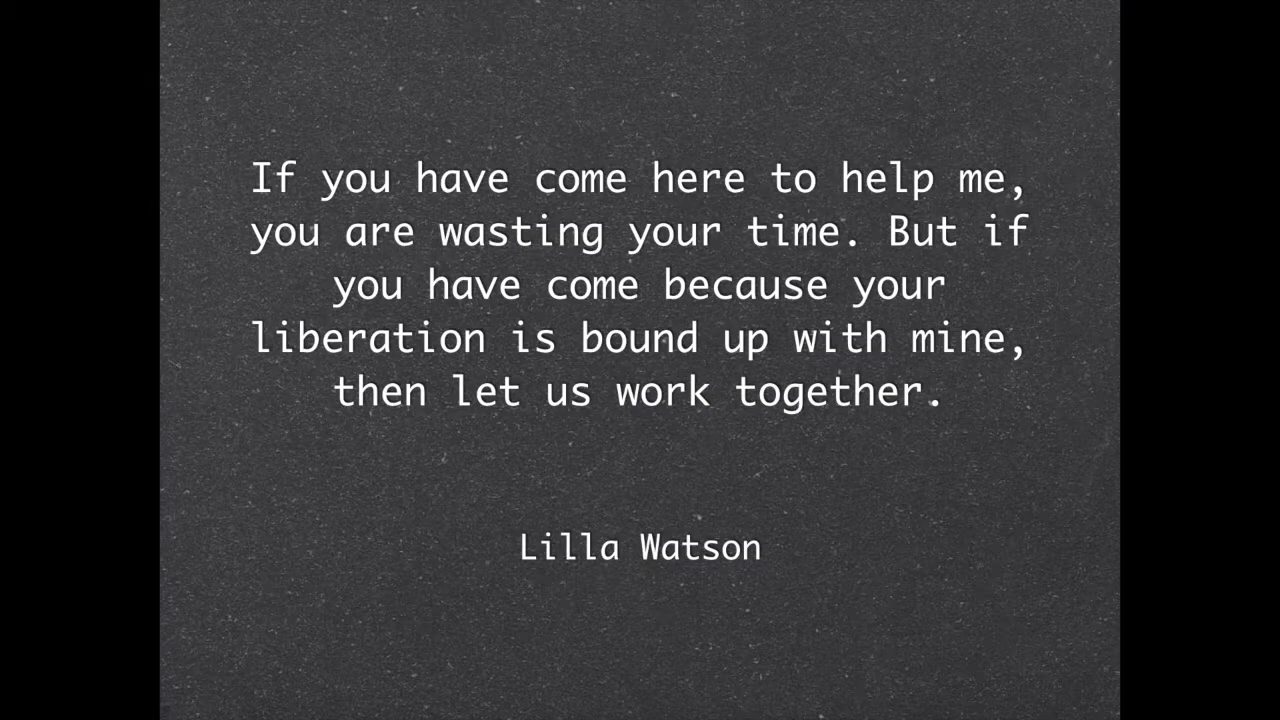 If you have come here to help me,
you are wasting your time. But if
you have come because your
liberation is bound up with mine,
then let us work together.
Lilla Watson